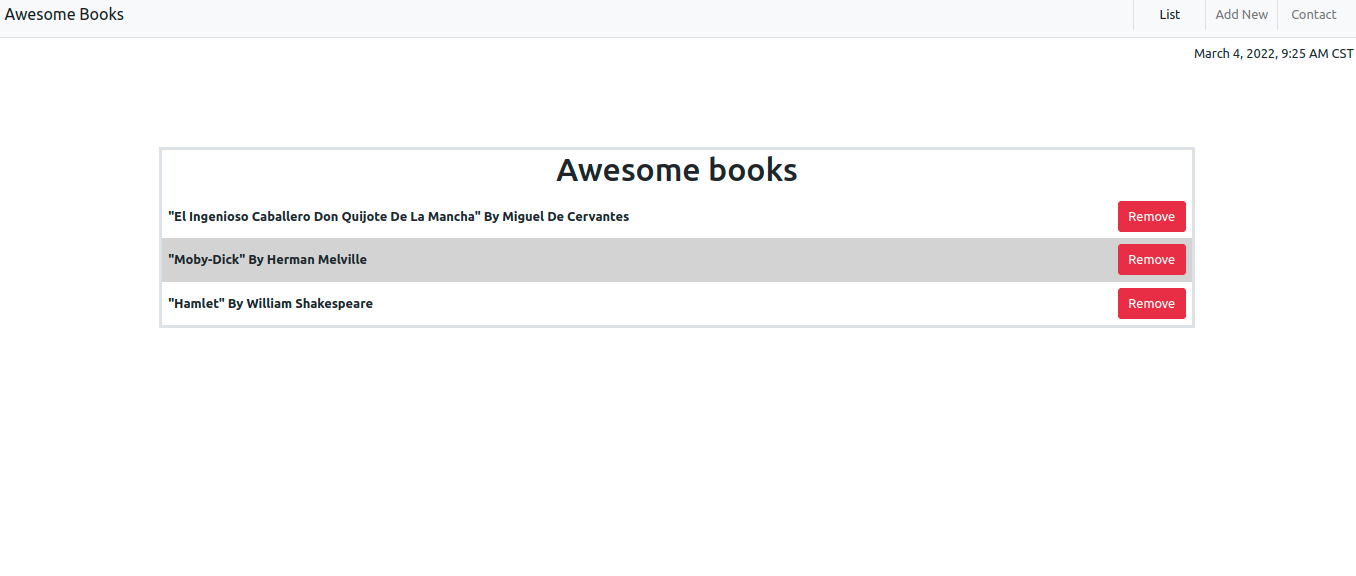 Awesome Books List Add New Contact
March 4, 2022, 9:25 AM CST
Awesome books
"El Ingenioso Caballero Don Quijote De La Mancha" By Miguel De Cervantes Remove
"Moby-Dick" By Herman Melville Remove
"Hamlet" By William Shakespeare Remove